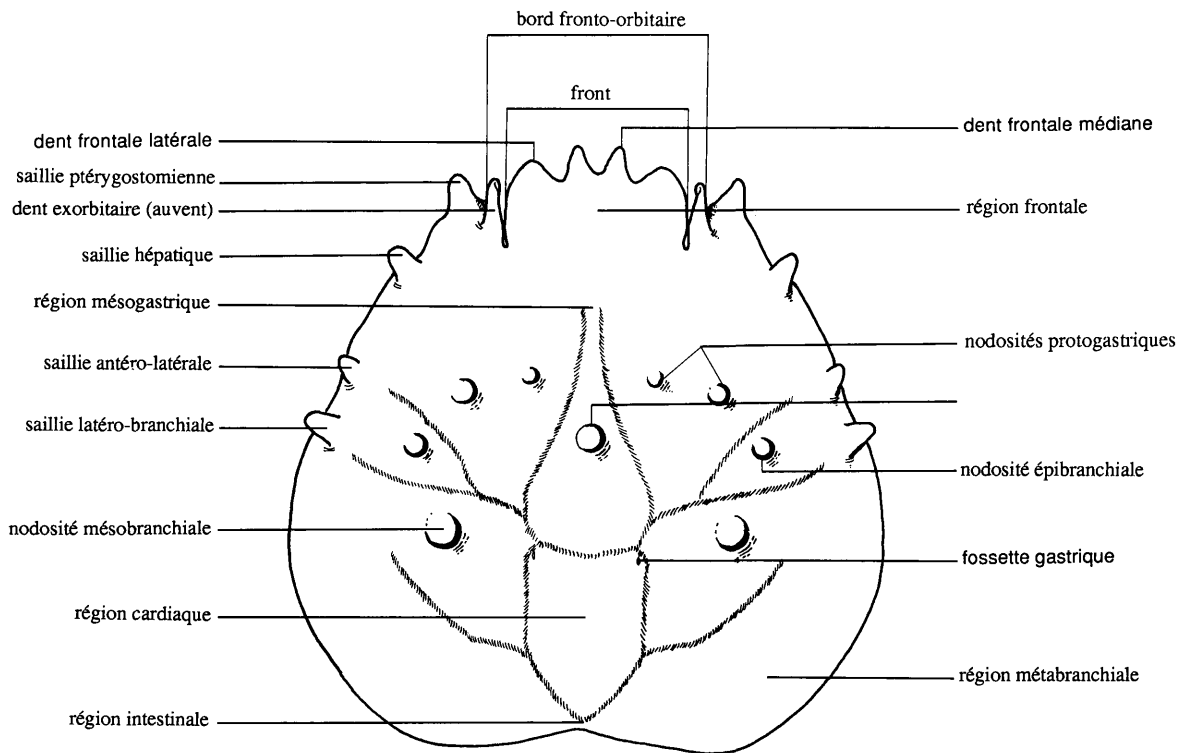 bord fronto-orbitaire
front
dent frontale latérale
dent frontale médiane
saillie ptérygostomienne
dent exorbitaire (auvent)
région frontale
saillie hépatique
région mésogastrique
nodosités protogastriques
saillie antéro-latérale
saillie latéro-branchiale
nodosité épibranchiale
nodosité mésobranchiale
fossette gastrique
région cardiaque
région métabranchiale
région intestinale